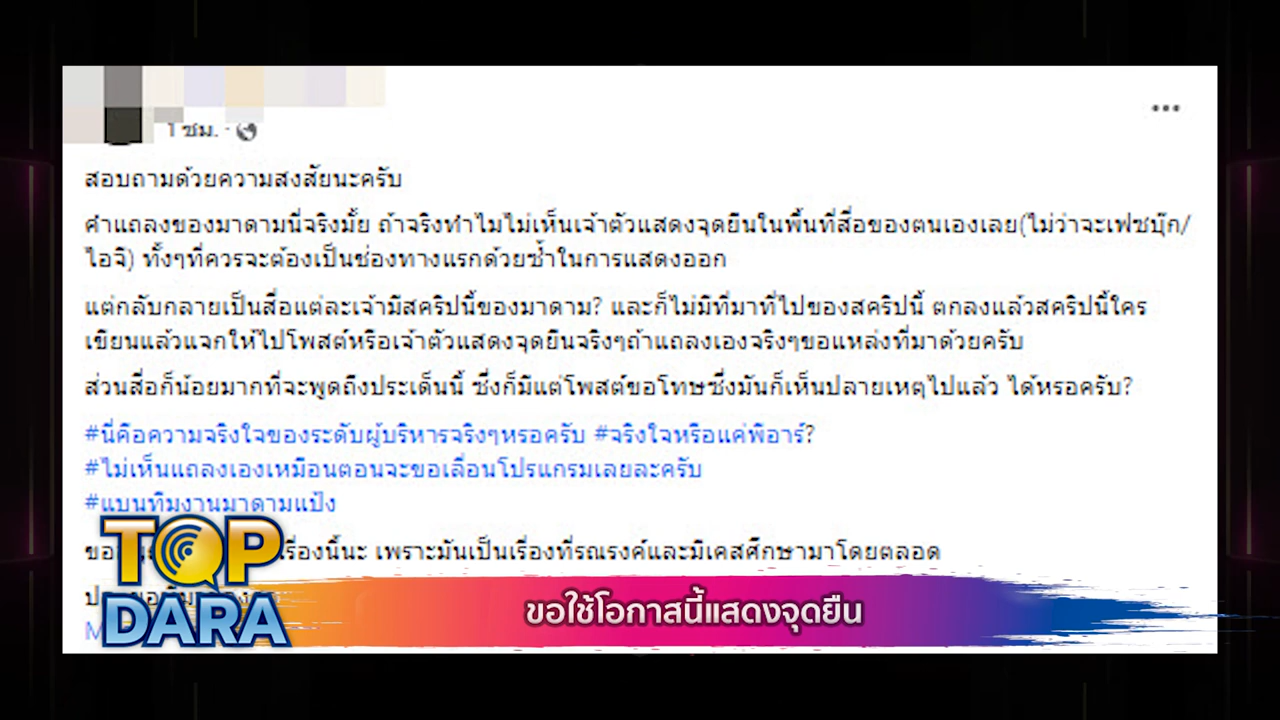 1 ชม. ·
สอบถามด้วยความสงสัยนะครับ
คำแถลงของมาดามนี่จริงมั้ย ถ้าจริงทำไมไม่เห็นเจ้าตัวแสดงจุดยืนในพื้นที่สื่อของตนเองเลย(ไม่ว่าจะเฟซบุ๊ก/
ไอจี) ทั้งๆที่ควรจะต้องเป็นช่องทางแรกด้วยซ้ำในการแสดงออก
แต่กลับกลายเป็นสื่อแต่ละเจ้ามีสคริปนี้ของมาดาม? และก็ไม่มีที่มาที่ไปของสคริปนี้ ตกลงแล้วสคริปนี้ใคร
เขียนแล้วแจกให้ไปโพสต์หรือเจ้าตัวแสดงจุดยืนจริงๆถ้าแถลงเองจริงๆขอแหล่งที่มาด้วยครับ
ส่วนสื่อก็น้อยมากที่จะพูดถึงประเด็นนี้ ซึ่งก็มีแต่โพสต์ขอโทษซึ่งมันก็เห็นปลายเหตุไปแล้ว ได้หรอครับ?
#นี่คือความจริงใจของระดับผู้บริหารจริงๆหรอครับ #จริงใจหรือแค่พีอาร์?
#ไม่เห็นแถลงเองเหมือนตอนจะขอเลื่อนโปรแกรมเลยละครับ
#แบนทีมงานมาดามแป้ง
เรื่องนี้นะ เพราะมันเป็นเรื่องที่รณรงค์และมีเคสศึกษามาโดยตลอด
TOP
DARA
ขอใช้โอกาสนี้แสดงจุดยืน